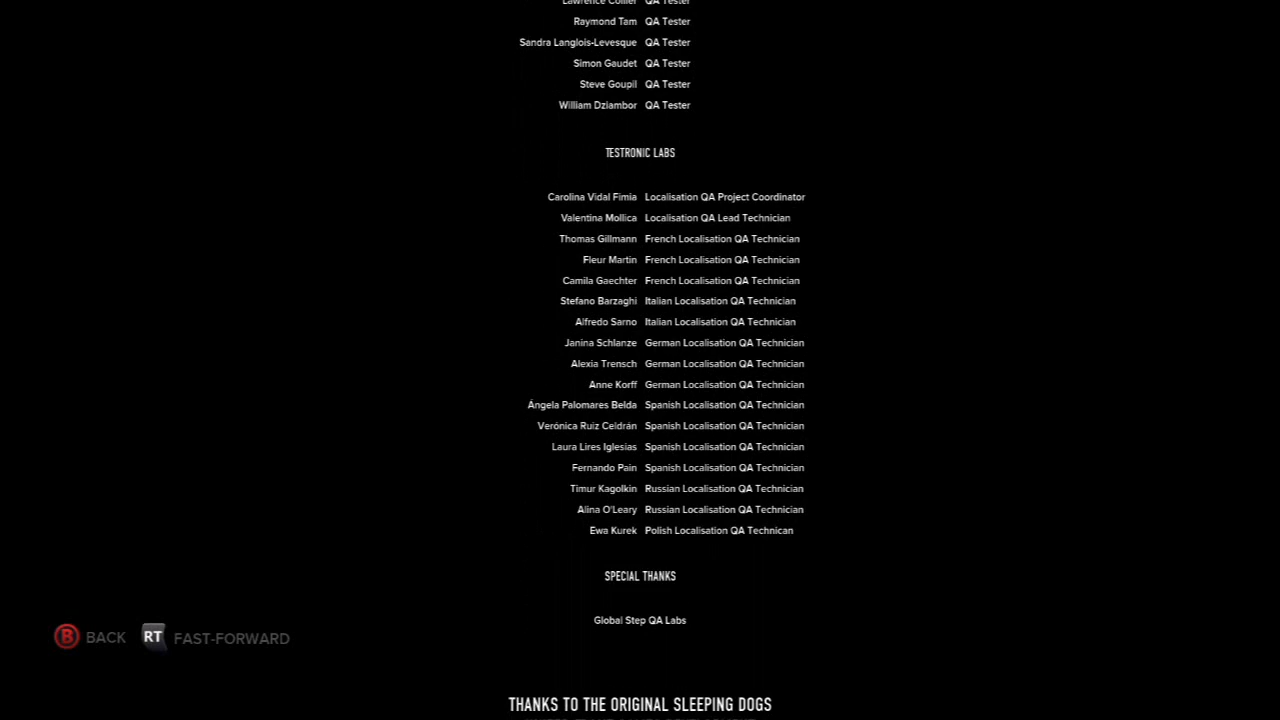 Lawrence Collier QA Tester
Raymond Tam QA Tester
Sandra Langlois-Levesque QA Tester
Simon Gaudet QA Tester
Steve Goupil QA Tester
William Dziambor QA Tester
TESTRONIC LABS
Carolina Vidal Fimia Localisation QA Project Coordinator
Valentina Mollica Localisation QA Lead Technician
Thomas Gillmann French Localisation QA Technician
Fleur Martin French Localisation QA Technician
Camila Gaechter French Localisation QA Technician
Stefano Barzaghi Italian Localisation QA Technician
Alfredo Sarno Italian Localisation QA Technician
Janina Schlanze German Localisation QA Technician
Alexia Trensch German Localisation QA Technician
Anne Korff German Localisation QA Technician
Ángela Palomares Belda Spanish Localisation QA Technician
Verónica Ruiz Celdrán Spanish Localisation QA Technician
Laura Lires Iglesias Spanish Localisation QA Technician
Fernando Pain Spanish Localisation QA Technician
Timur Kagolkin Russian Localisation QA Technician
Alina O'Leary Russian Localisation QA Technician
Ewa Kurek Polish Localisation QA Technican
SPECIAL THANKS
Global Step QA Labs
B BACK RT FAST-FORWARD
THANKS TO THE ORIGINAL SLEEPING DOGS